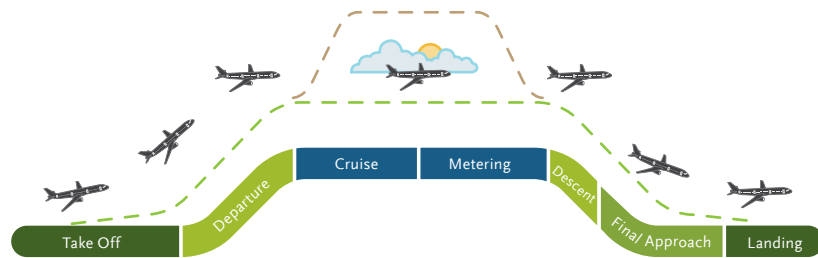 Take Off
Departure
Cruise
Metering
Descent
Final Approach
Landing